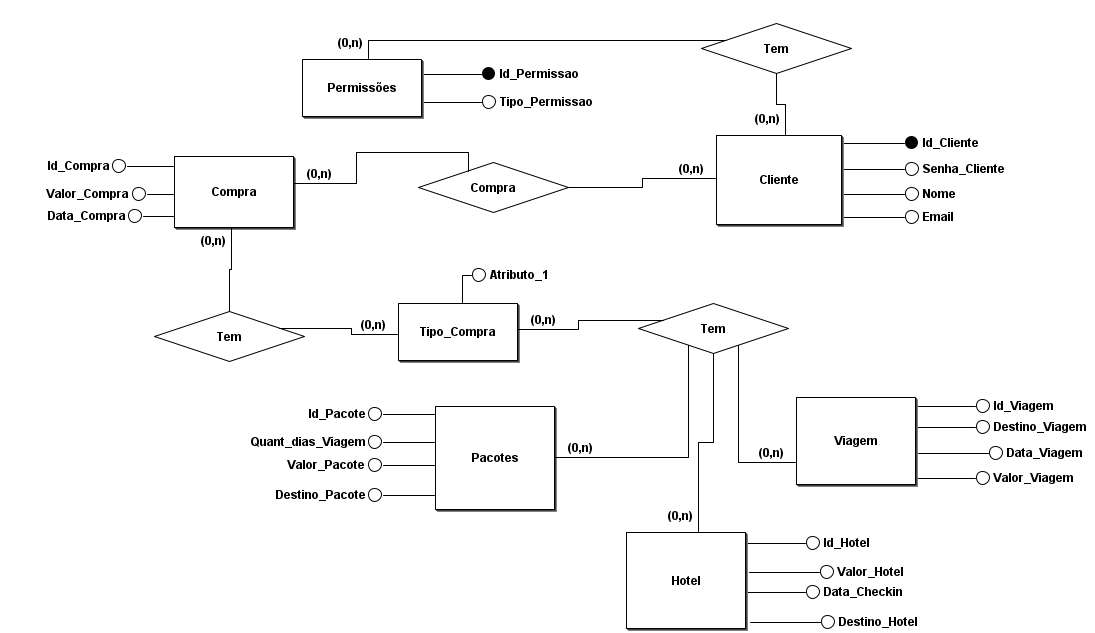 Tem
(0,n)
Permissões
Id_Permissao
Tipo_Permissao
(0,n)
Id_Cliente
Senha_Cliente
Nome
Email
Cliente
(0,n)
Compra
(0,n)
Id_Compra
Valor_Compra
Data_Compra
Compra
(0,n)
Atributo_1
Tem
(0,n)
Tipo_Compra
(0,n)
Tem
Id_Pacote
Quant_dias_Viagem
Valor_Pacote
Destino_Pacote
Pacotes
(0,n)
(0,n)
Viagem
Id_Viagem
Destino_Viagem
Data_Viagem
Valor_Viagem
(0,n)
Hotel
Id_Hotel
Valor_Hotel
Data_Checkin
Destino_Hotel